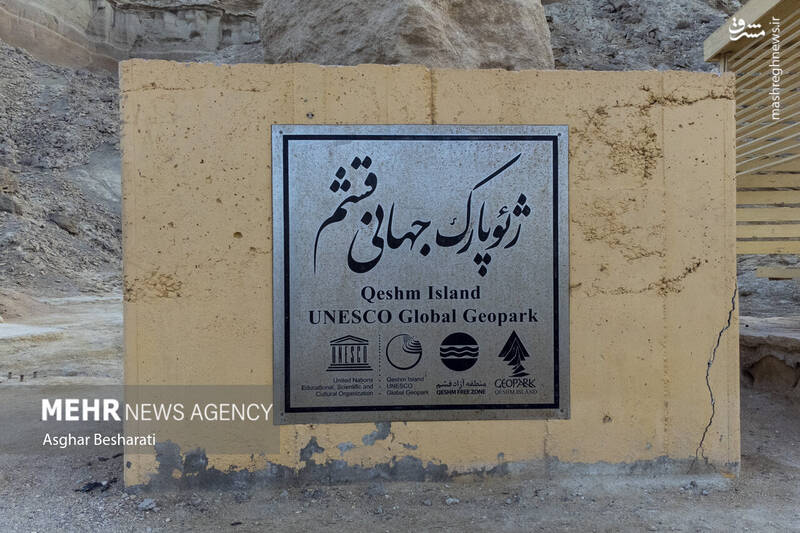 مشرق
mashreghnews.ir
ژئوپارک جهانی قشم
Qeshm Island
UNESCO Global Geopark
UNESCO
United Nations
Educational, Scientific and
Cultural Organization
Qeshm Island
UNESCO
Global Geopark
منطقه آزاد قشم
QESHM FREE ZONE
GEOPARK
QESHM ISLAND
MEHR NEWS AGENCY
Asghar Besharati